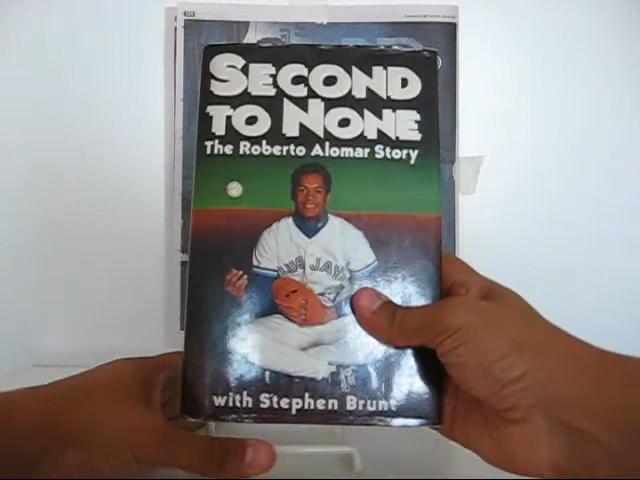 SECOND
TO NONE
The Roberto Alomar Story
with Stephen Brunt